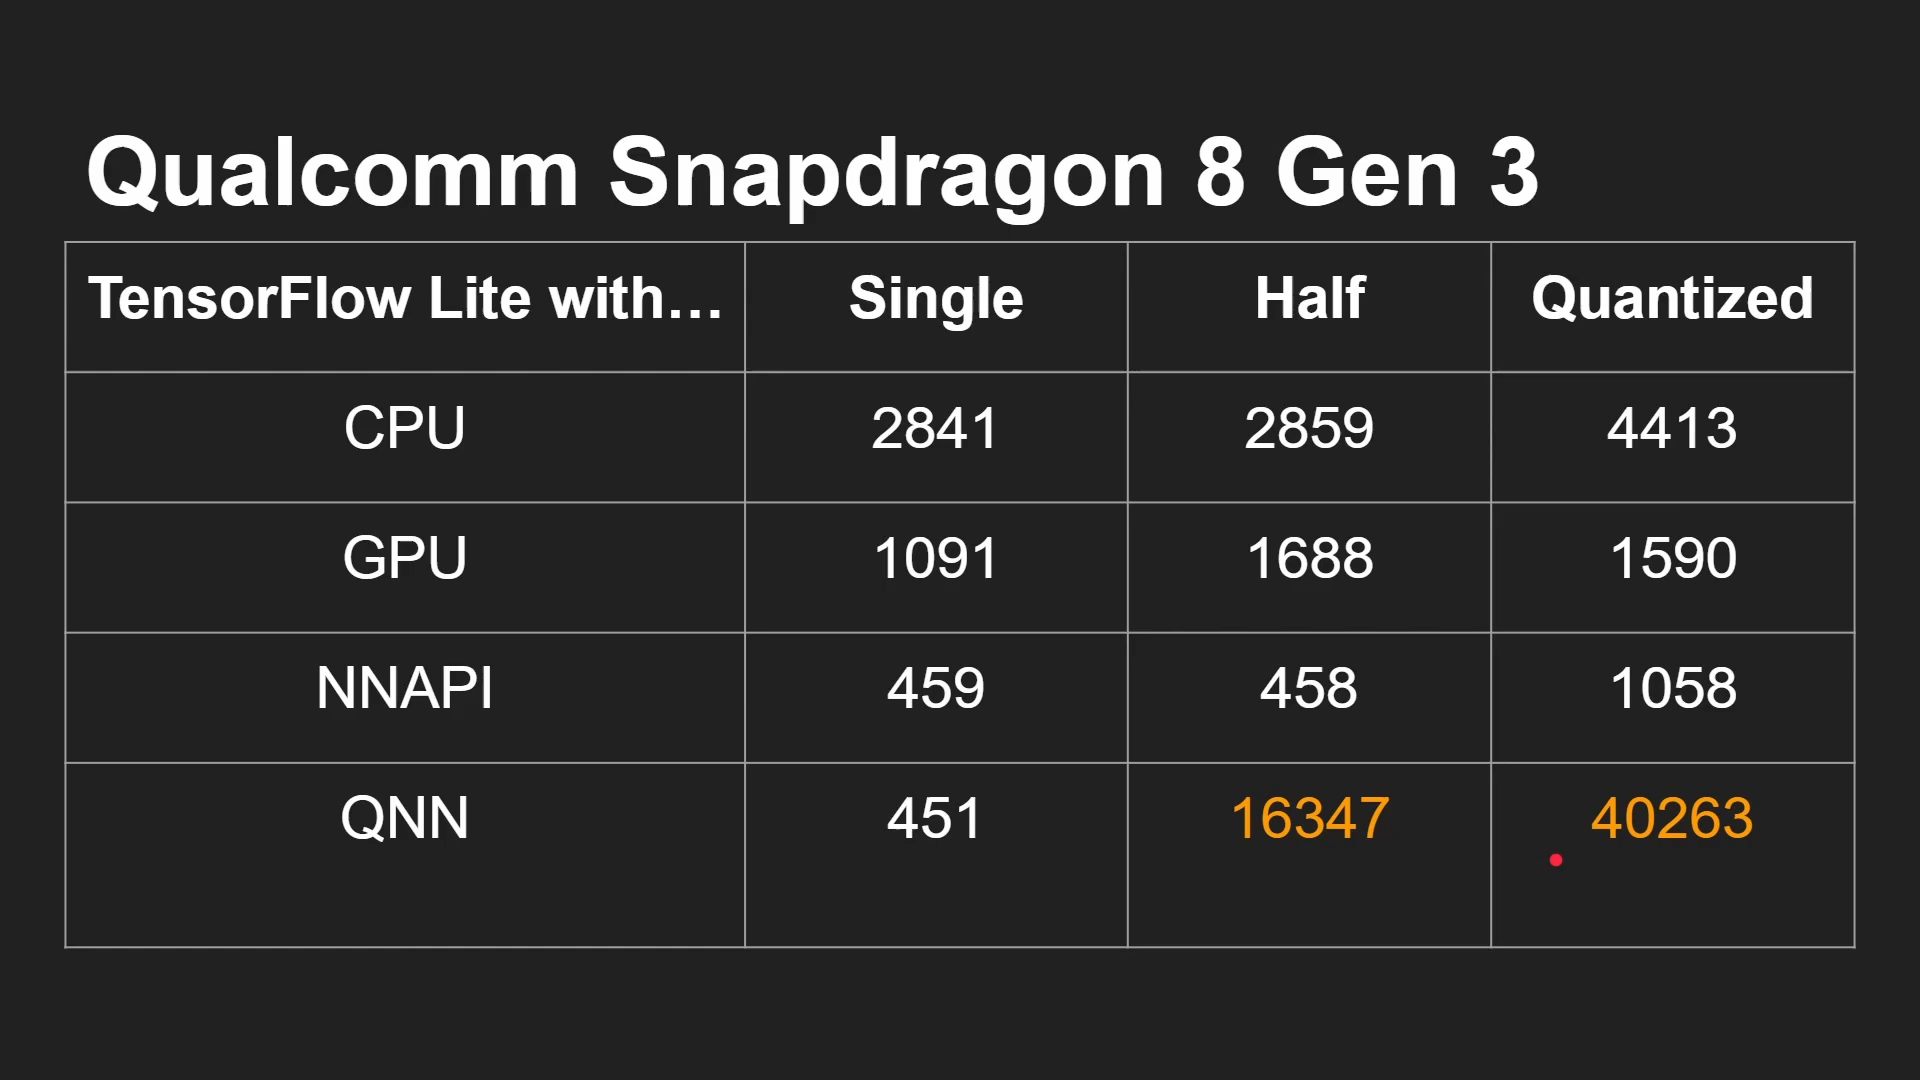 Qualcomm Snapdragon 8 Gen 3
TensorFlow Lite with… Single Half Quantized
CPU 2841 2859 4413
GPU 1091 1688 1590
NNAPI 459 458 1058
QNN 451 16347 40263